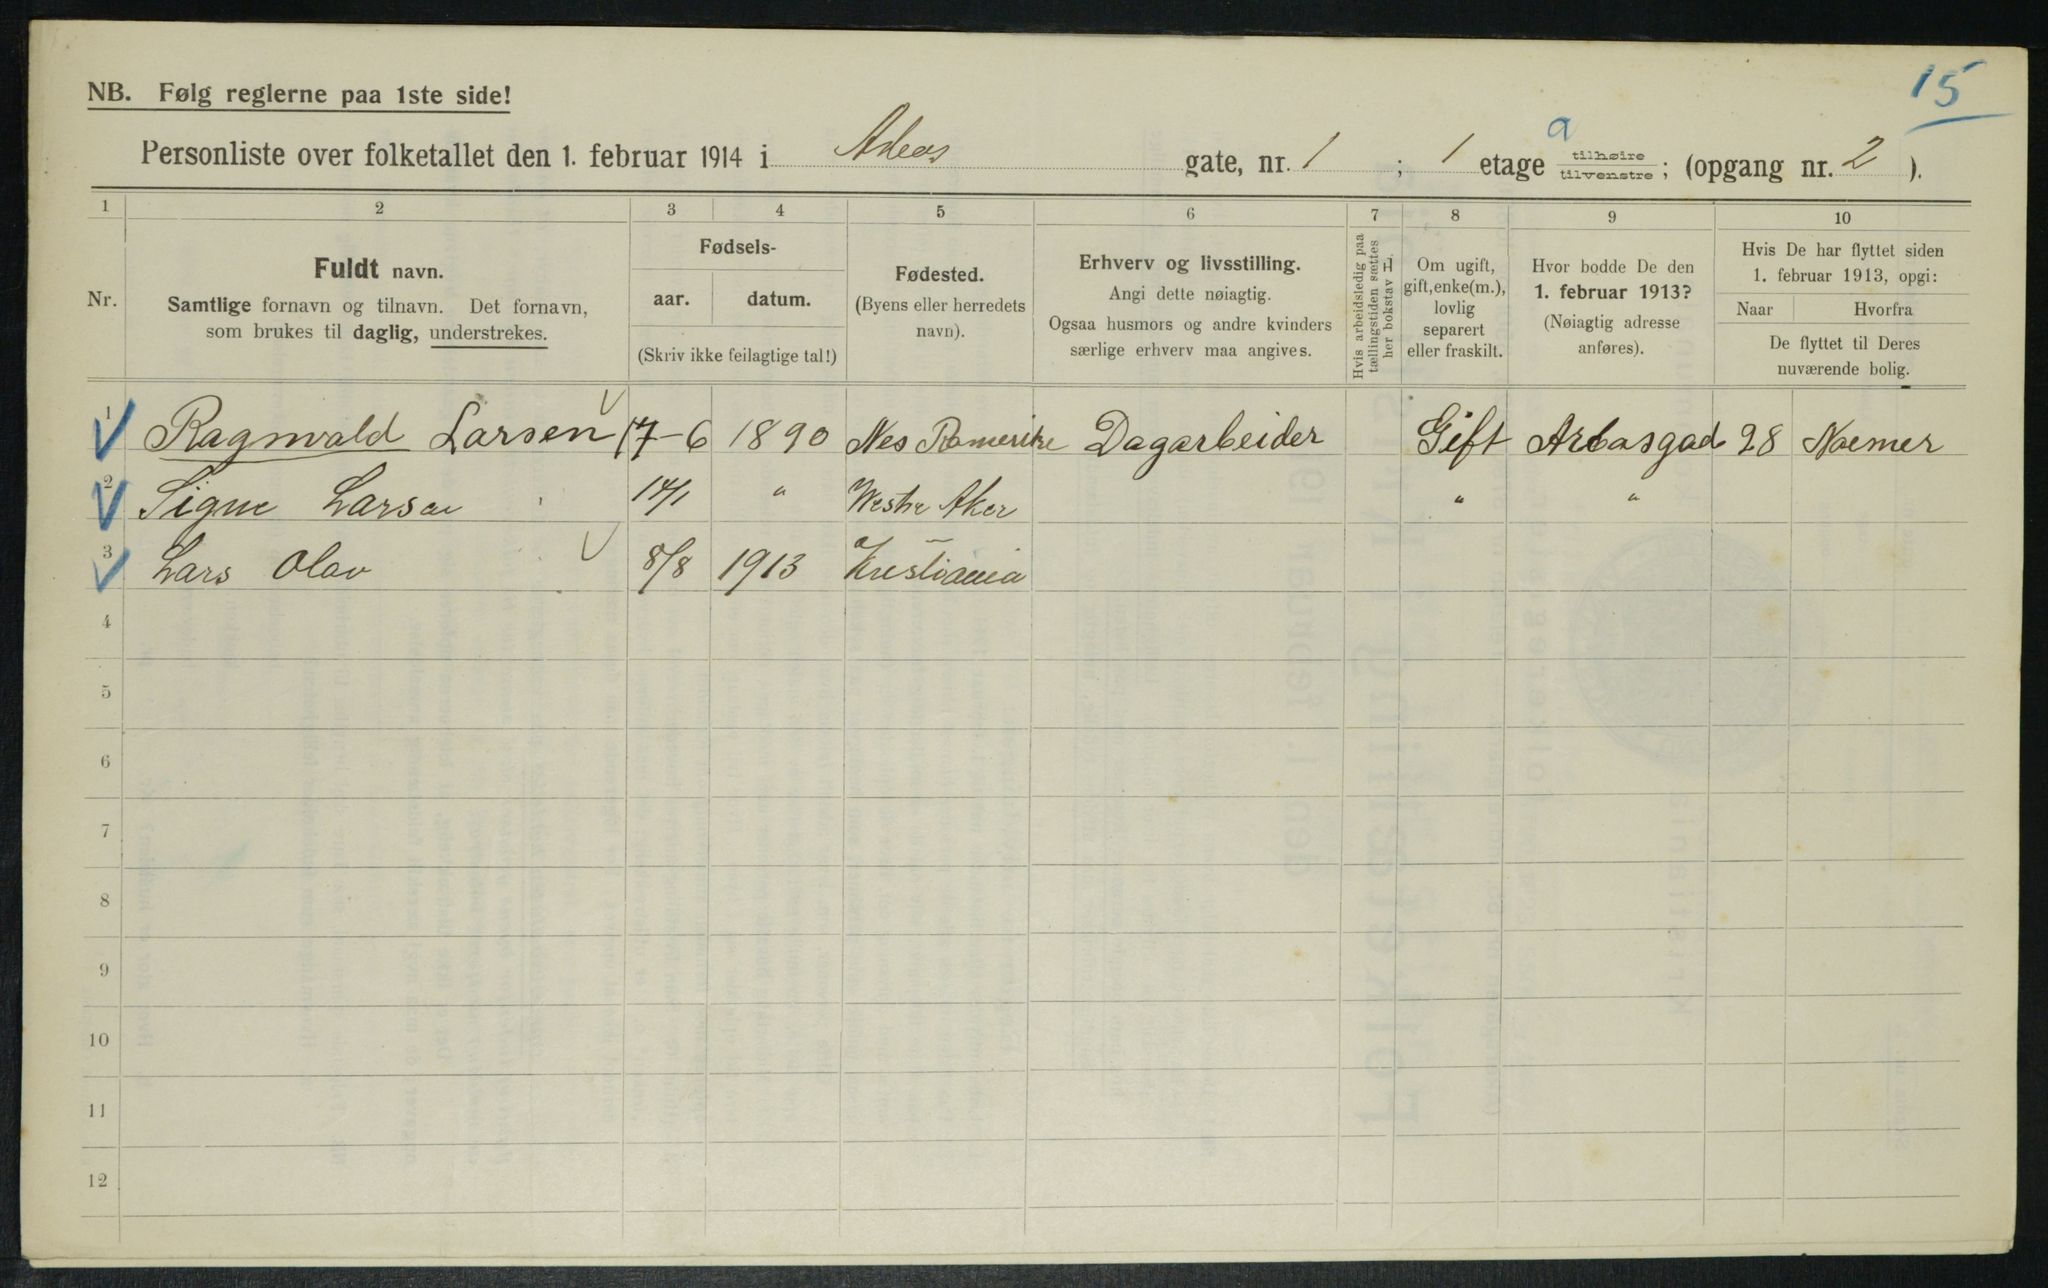 15
NB. Følg reglerne paa 1ste side!
Personliste over folketallet den 1. februar 1914 i gate, nr. 1 ; 1 etage a tilhøire tilvenstre ; (opgang nr. 2 ).
1 2 3 4 5 6 7 8 9 10
Nr.
Fuldt navn.
Samtlige fornavn og tilnavn. Det fornavn,
som brukes til daglig, understrekes.
Fødsels-
aar. datum.
(Skriv ikke feilagtige tal!)
Fødested.
(Byens eller herredets
navn).
Erhverv og livsstilling.
Angi dette nøiagtig.
Ogsaa husmors og andre kvinders
særlige erhverv maa angives.
Hvis arbeidsledig paa
tællingstiden sættes
her bokstav L
Om ugift,
gift, enke(m.),
lovlig
separert
eller fraskilt.
Hvor bodde De den
1. februar 1913?
(Nøiagtig adresse
anføres).
Hvis De har flyttet siden
1. februar 1913, opgi:
Naar Hvorfra
De flyttet til Deres
nuværende bolig.
1 Ragnvald Larsen 17-6 1890 Nes Romerike Dagarbeider Gift 28
2 Signe Larsen 14/1 " Westre Aker " "
3 Lars Olav 8/8 1913 Kristiania
4
5
6
7
8
9
10
11
12